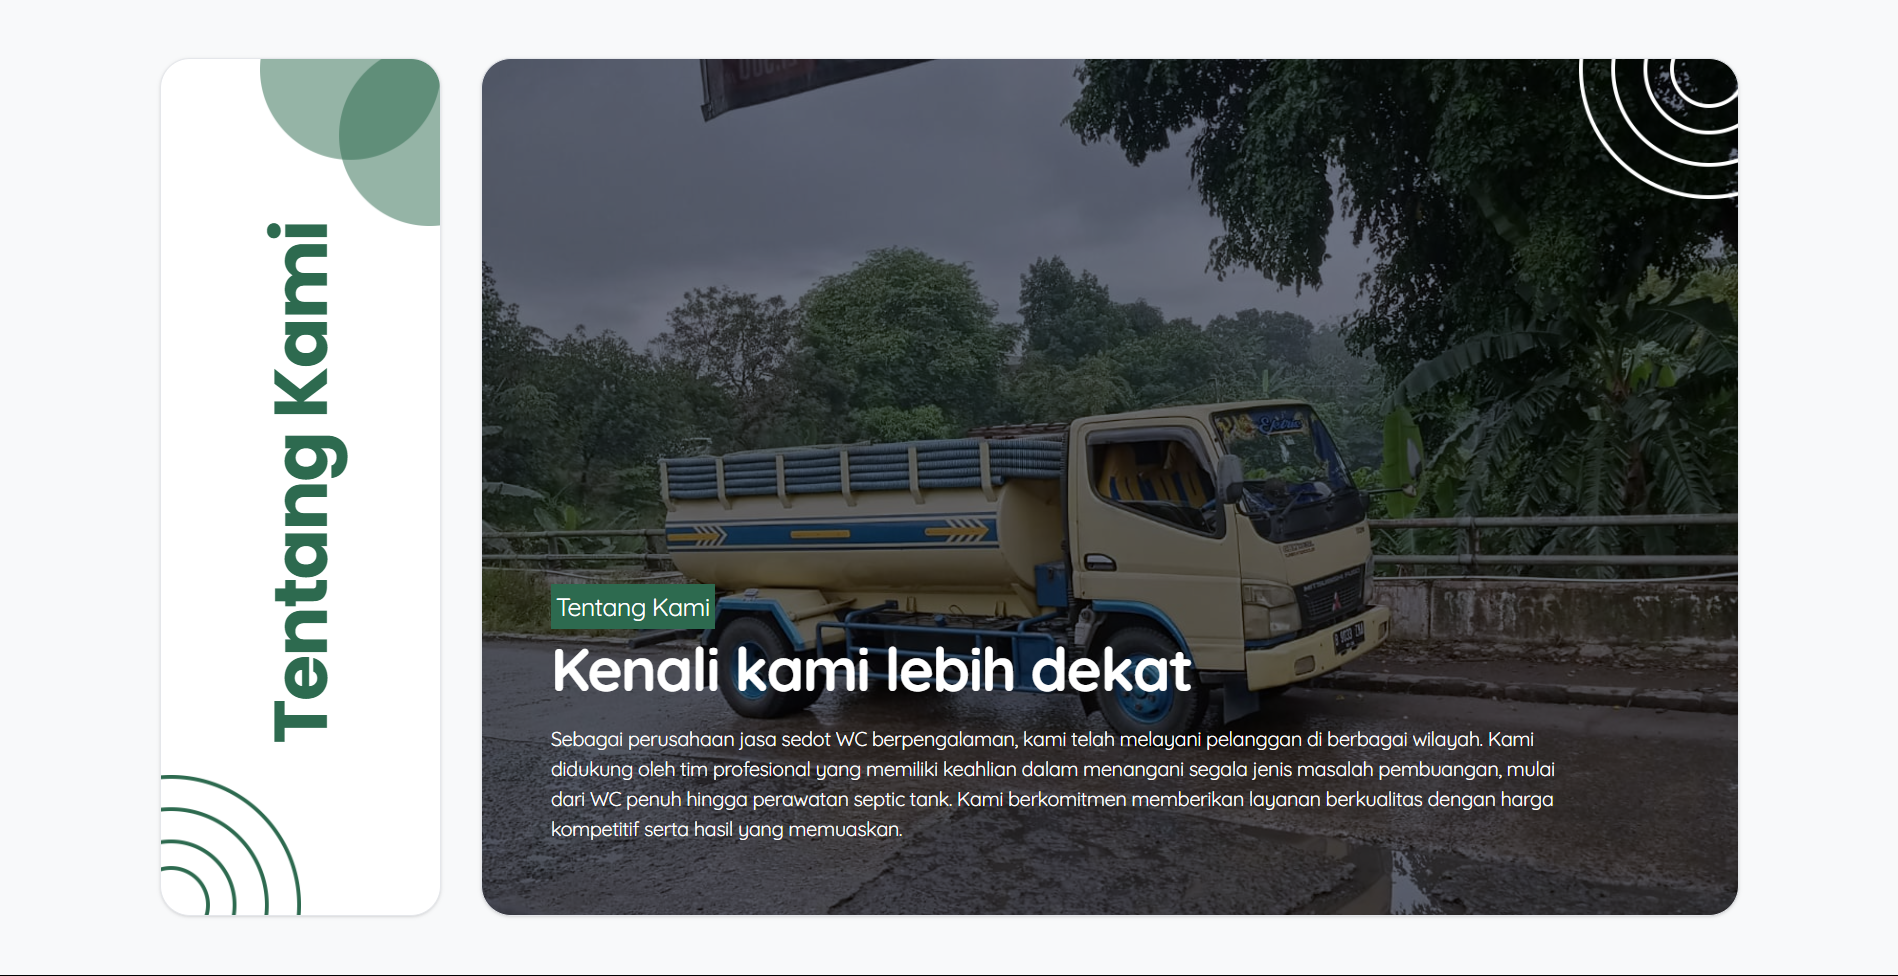 Tentang Kami
Tentang Kami
Kenali kami lebih dekat
Sebagai perusahaan jasa sedot WC berpengalaman, kami telah melayani pelanggan di berbagai wilayah. Kami
didukung oleh tim profesional yang memiliki keahlian dalam menangani segala jenis masalah pembuangan, mulai
dari WC penuh hingga perawatan septic tank. Kami berkomitmen memberikan layanan berkualitas dengan harga
kompetitif serta hasil yang memuaskan.